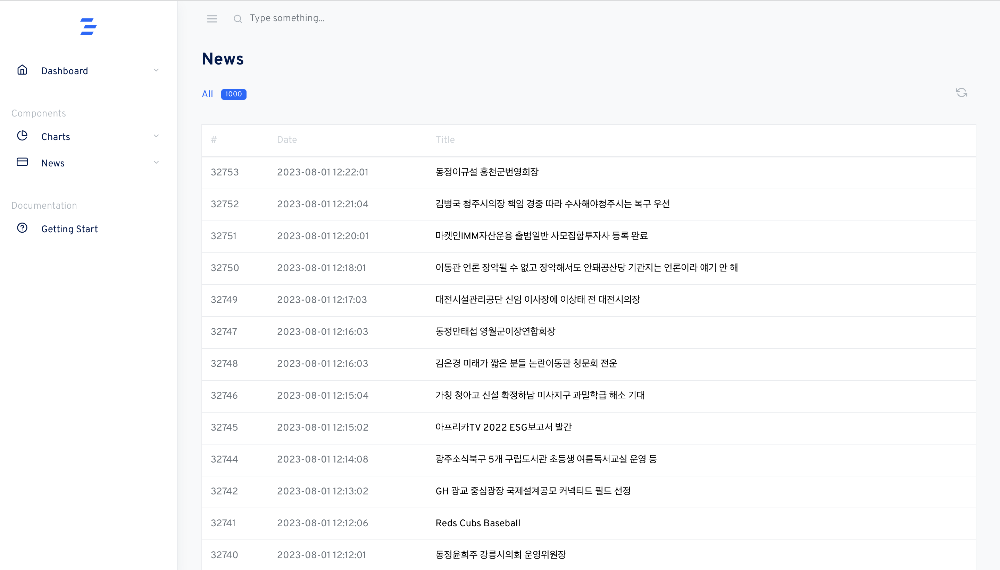 Type something...
Dashboard
Components
Charts
News
Documentation
Getting Start
News
All 1000
# Date Title
32753 2023-08-01 12:22:01 동정이규설 홍천군번영회장
32752 2023-08-01 12:21:04 김병국 청주시의장 책임 경중 따라 수사해야청주시는 복구 우선
32751 2023-08-01 12:20:01 마켓인IMM자산운용 출범일반 사모집합투자사 등록 완료
32750 2023-08-01 12:18:01 이동관 언론 장악될 수 없고 장악해서도 안돼공산당 기관지는 언론이라 얘기 안 해
32749 2023-08-01 12:17:03 대전시설관리공단 신임 이사장에 이상태 전 대전시의장
32747 2023-08-01 12:16:03 동정안태섭 영월군이장연합회장
32748 2023-08-01 12:16:03 김은경 미래가 짧은 분들 논란이동관 청문회 전운
32746 2023-08-01 12:15:04 가칭 청아고 신설 확정하남 미사지구 과밀학급 해소 기대
32745 2023-08-01 12:15:02 아프리카TV 2022 ESG보고서 발간
32744 2023-08-01 12:14:08 광주소식북구 5개 구립도서관 초등생 여름독서교실 운영 등
32742 2023-08-01 12:13:02 GH 광교 중심광장 국제설계공모 커넥티드 필드 선정
32741 2023-08-01 12:12:06 Reds Cubs Baseball
32740 2023-08-01 12:12:01 동정윤희주 강릉시의회 운영위원장